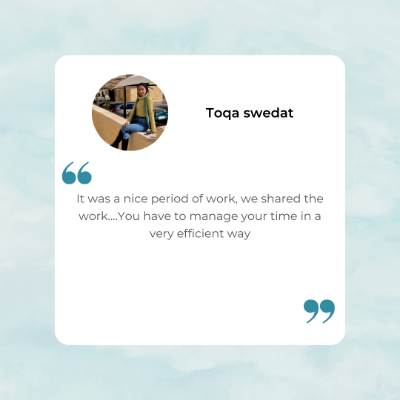 Toqa swedat
It was a nice period of work, we shared the
work....You have to manage your time in a
very efficient way